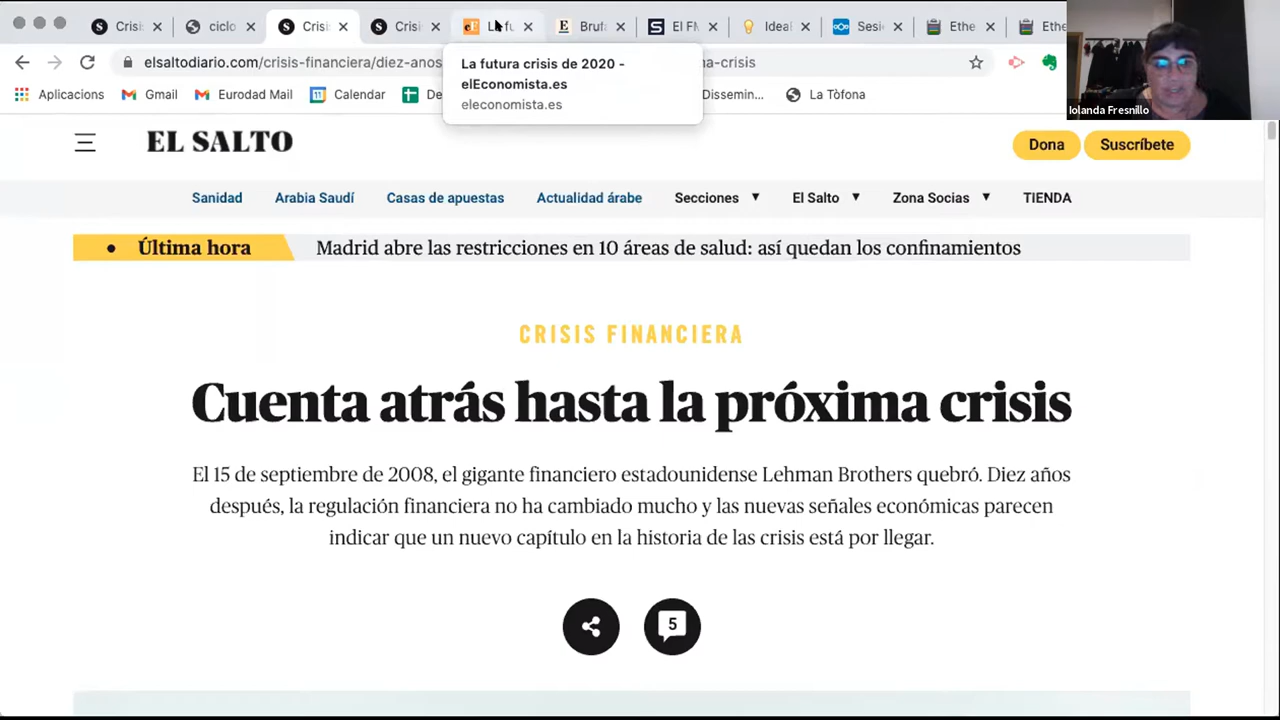 Crisi
ciclo
Crisi
Crisi
La fu
Bruf
El FM
Ideal
Sesi
Ethe
Ethe
elsaltodiario.com/crisis-financiera/diez-anos
ma-crisis
La futura crisis de 2020 -
elEconomista.es
eleconomista.es
Aplicacions
Gmail
Eurodad Mail
Calendar
De
Dissemin...
La Tòfona
Iolanda Fresnillo
EL SALTO
Dona
Suscríbete
Sanidad
Arabia Saudí
Casas de apuestas
Actualidad árabe
Secciones
El Salto
Zona Socias
TIENDA
Última hora
Madrid abre las restricciones en 10 áreas de salud: así quedan los confinamientos
CRISIS FINANCIERA
Cuenta atrás hasta la próxima crisis
El 15 de septiembre de 2008, el gigante financiero estadounidense Lehman Brothers quebró. Diez años
después, la regulación financiera no ha cambiado mucho y las nuevas señales económicas parecen
indicar que un nuevo capítulo en la historia de las crisis está por llegar.
5